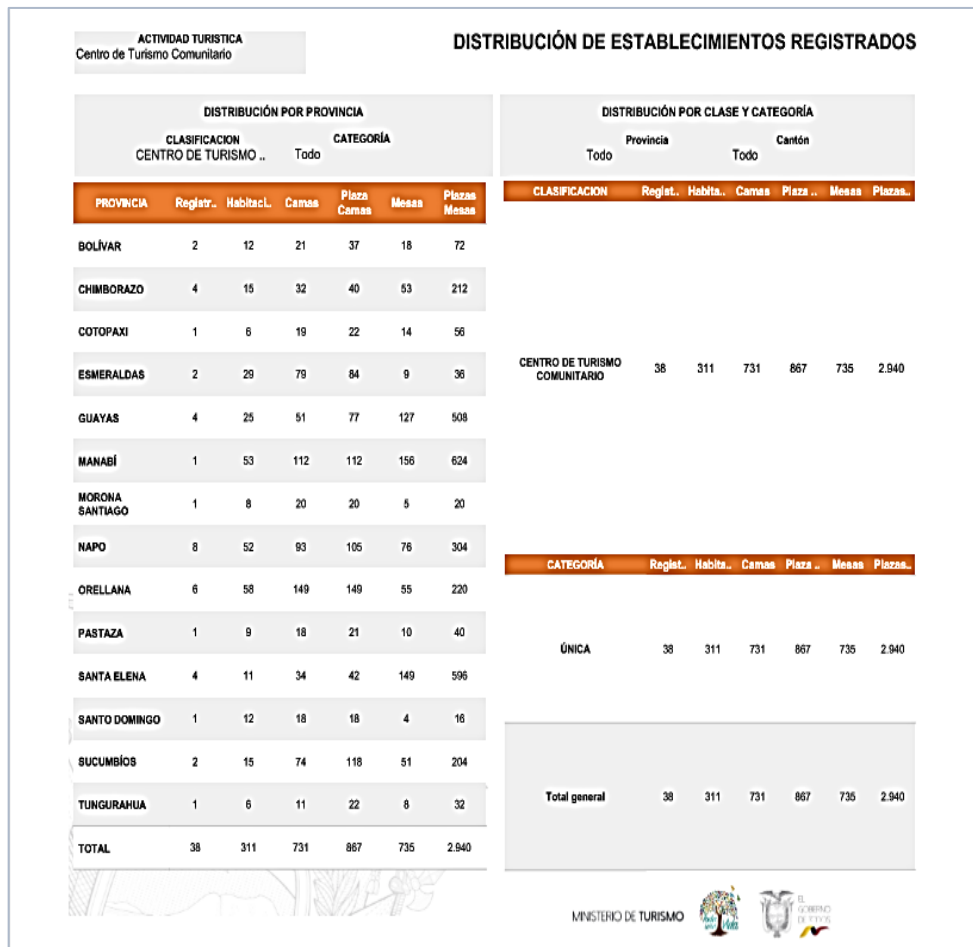 ACTIVIDAD TURISTICA
Centro de Turismo Comunitario
DISTRIBUCIÓN DE ESTABLECIMIENTOS REGISTRADOS
DISTRIBUCIÓN POR PROVINCIA
CLASIFICACION CATEGORÍA
CENTRO DE TURISMO .. Todo
PROVINCIA Registr.. Habitaci.. Camas Plaza Camas Mesas Plazas Mesas
BOLÍVAR 2 12 21 37 18 72
CHIMBORAZO 4 15 32 40 53 212
COTOPAXI 1 6 19 22 14 56
ESMERALDAS 2 29 79 84 9 36
GUAYAS 4 25 51 77 127 508
MANABÍ 1 53 112 112 156 624
MORONA SANTIAGO 1 8 20 20 5 20
NAPO 8 52 93 105 76 304
ORELLANA 6 58 149 149 55 220
PASTAZA 1 9 18 21 10 40
SANTA ELENA 4 11 34 42 149 596
SANTO DOMINGO 1 12 18 18 4 16
SUCUMBÍOS 2 15 74 118 51 204
TUNGURAHUA 1 6 11 22 8 32
TOTAL 38 311 731 867 735 2.940
DISTRIBUCIÓN POR CLASE Y CATEGORÍA
Provincia Cantón
Todo Todo
CLASIFICACION Regist.. Habita.. Camas Plaza .. Mesas Plazas..
CENTRO DE TURISMO COMUNITARIO 38 311 731 867 735 2.940
CATEGORÍA Regist.. Habita.. Camas Plaza .. Mesas Plazas..
ÚNICA 38 311 731 867 735 2.940
Total general 38 311 731 867 735 2.940
MINISTERIO DE TURISMO
EL
GOBIERNO
DE TODOS